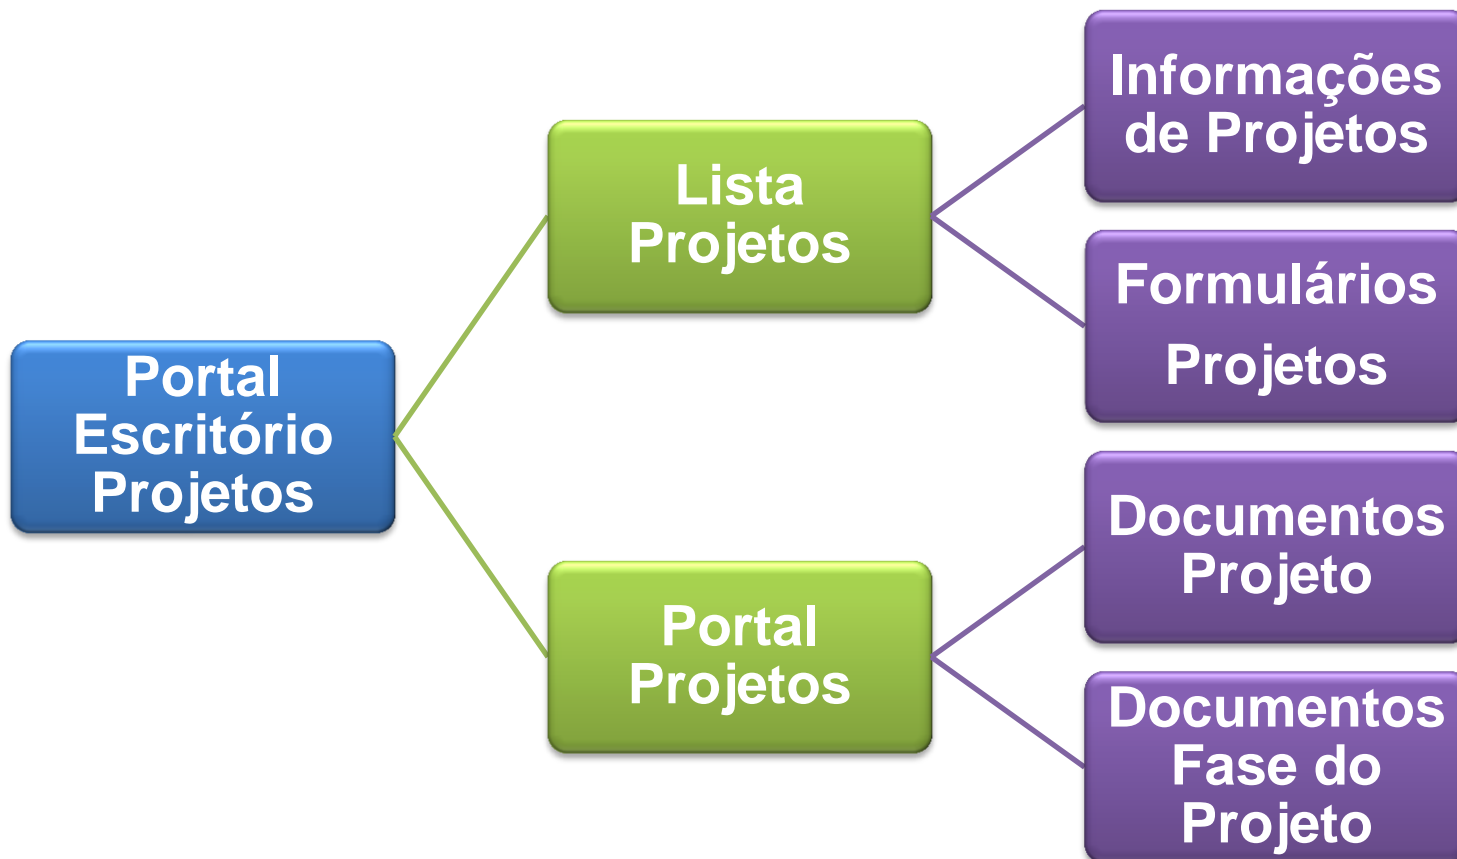 Portal
Escritório
Projetos
Lista
Projetos
Informações
de Projetos
Formulários
Projetos
Portal
Projetos
Documentos
Projeto
Documentos
Fase do
Projeto